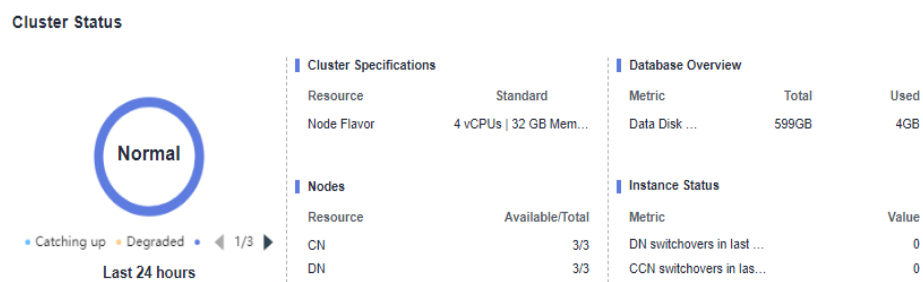 Cluster Status
Normal
Catching up Degraded 1/3
Last 24 hours
Cluster Specifications
Resource Standard
Node Flavor 4 vCPUs | 32 GB Mem...
Nodes
Resource Available/Total
CN 3/3
DN 3/3
Database Overview
Metric Total Used
Data Disk ... 599GB 4GB
Instance Status
Metric Value
DN switchovers in last ... 0
CCN switchovers in las... 0